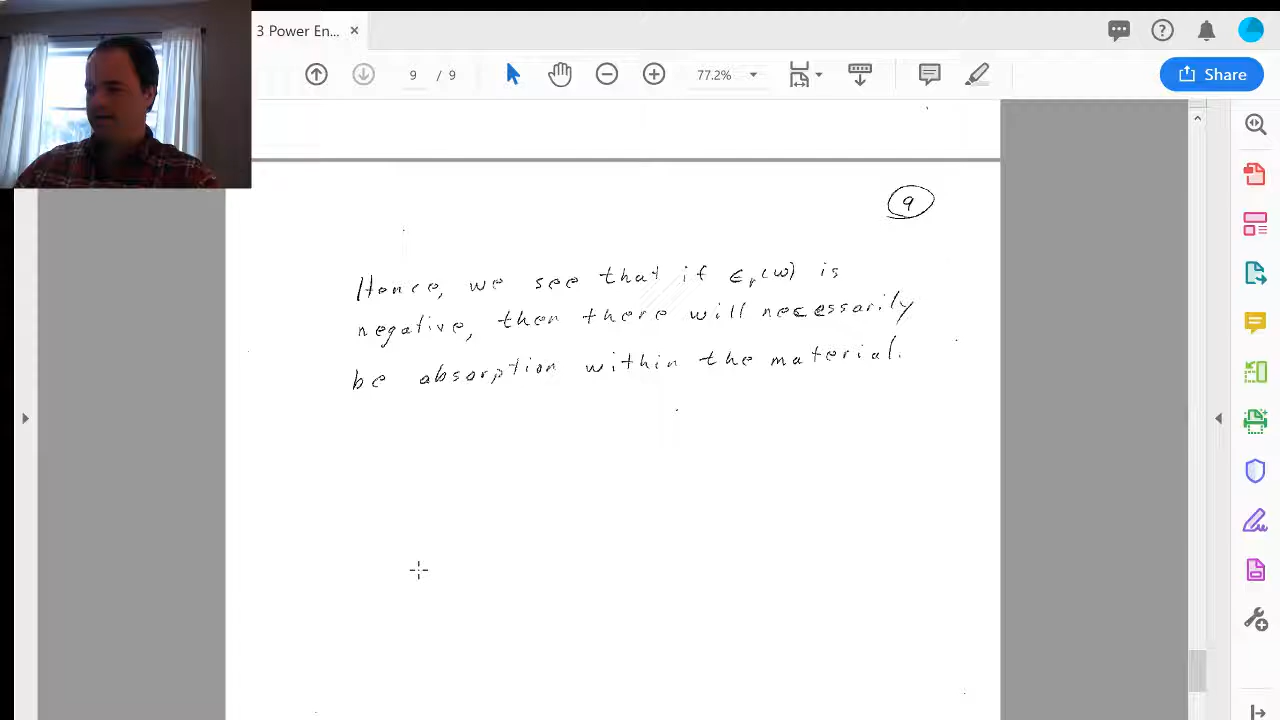 3 Power En...
9 / 9
77.2%
Share
9
Hence, we see that if ϵr(ω) is
negative, then there will necessarily
be absorption within the material.